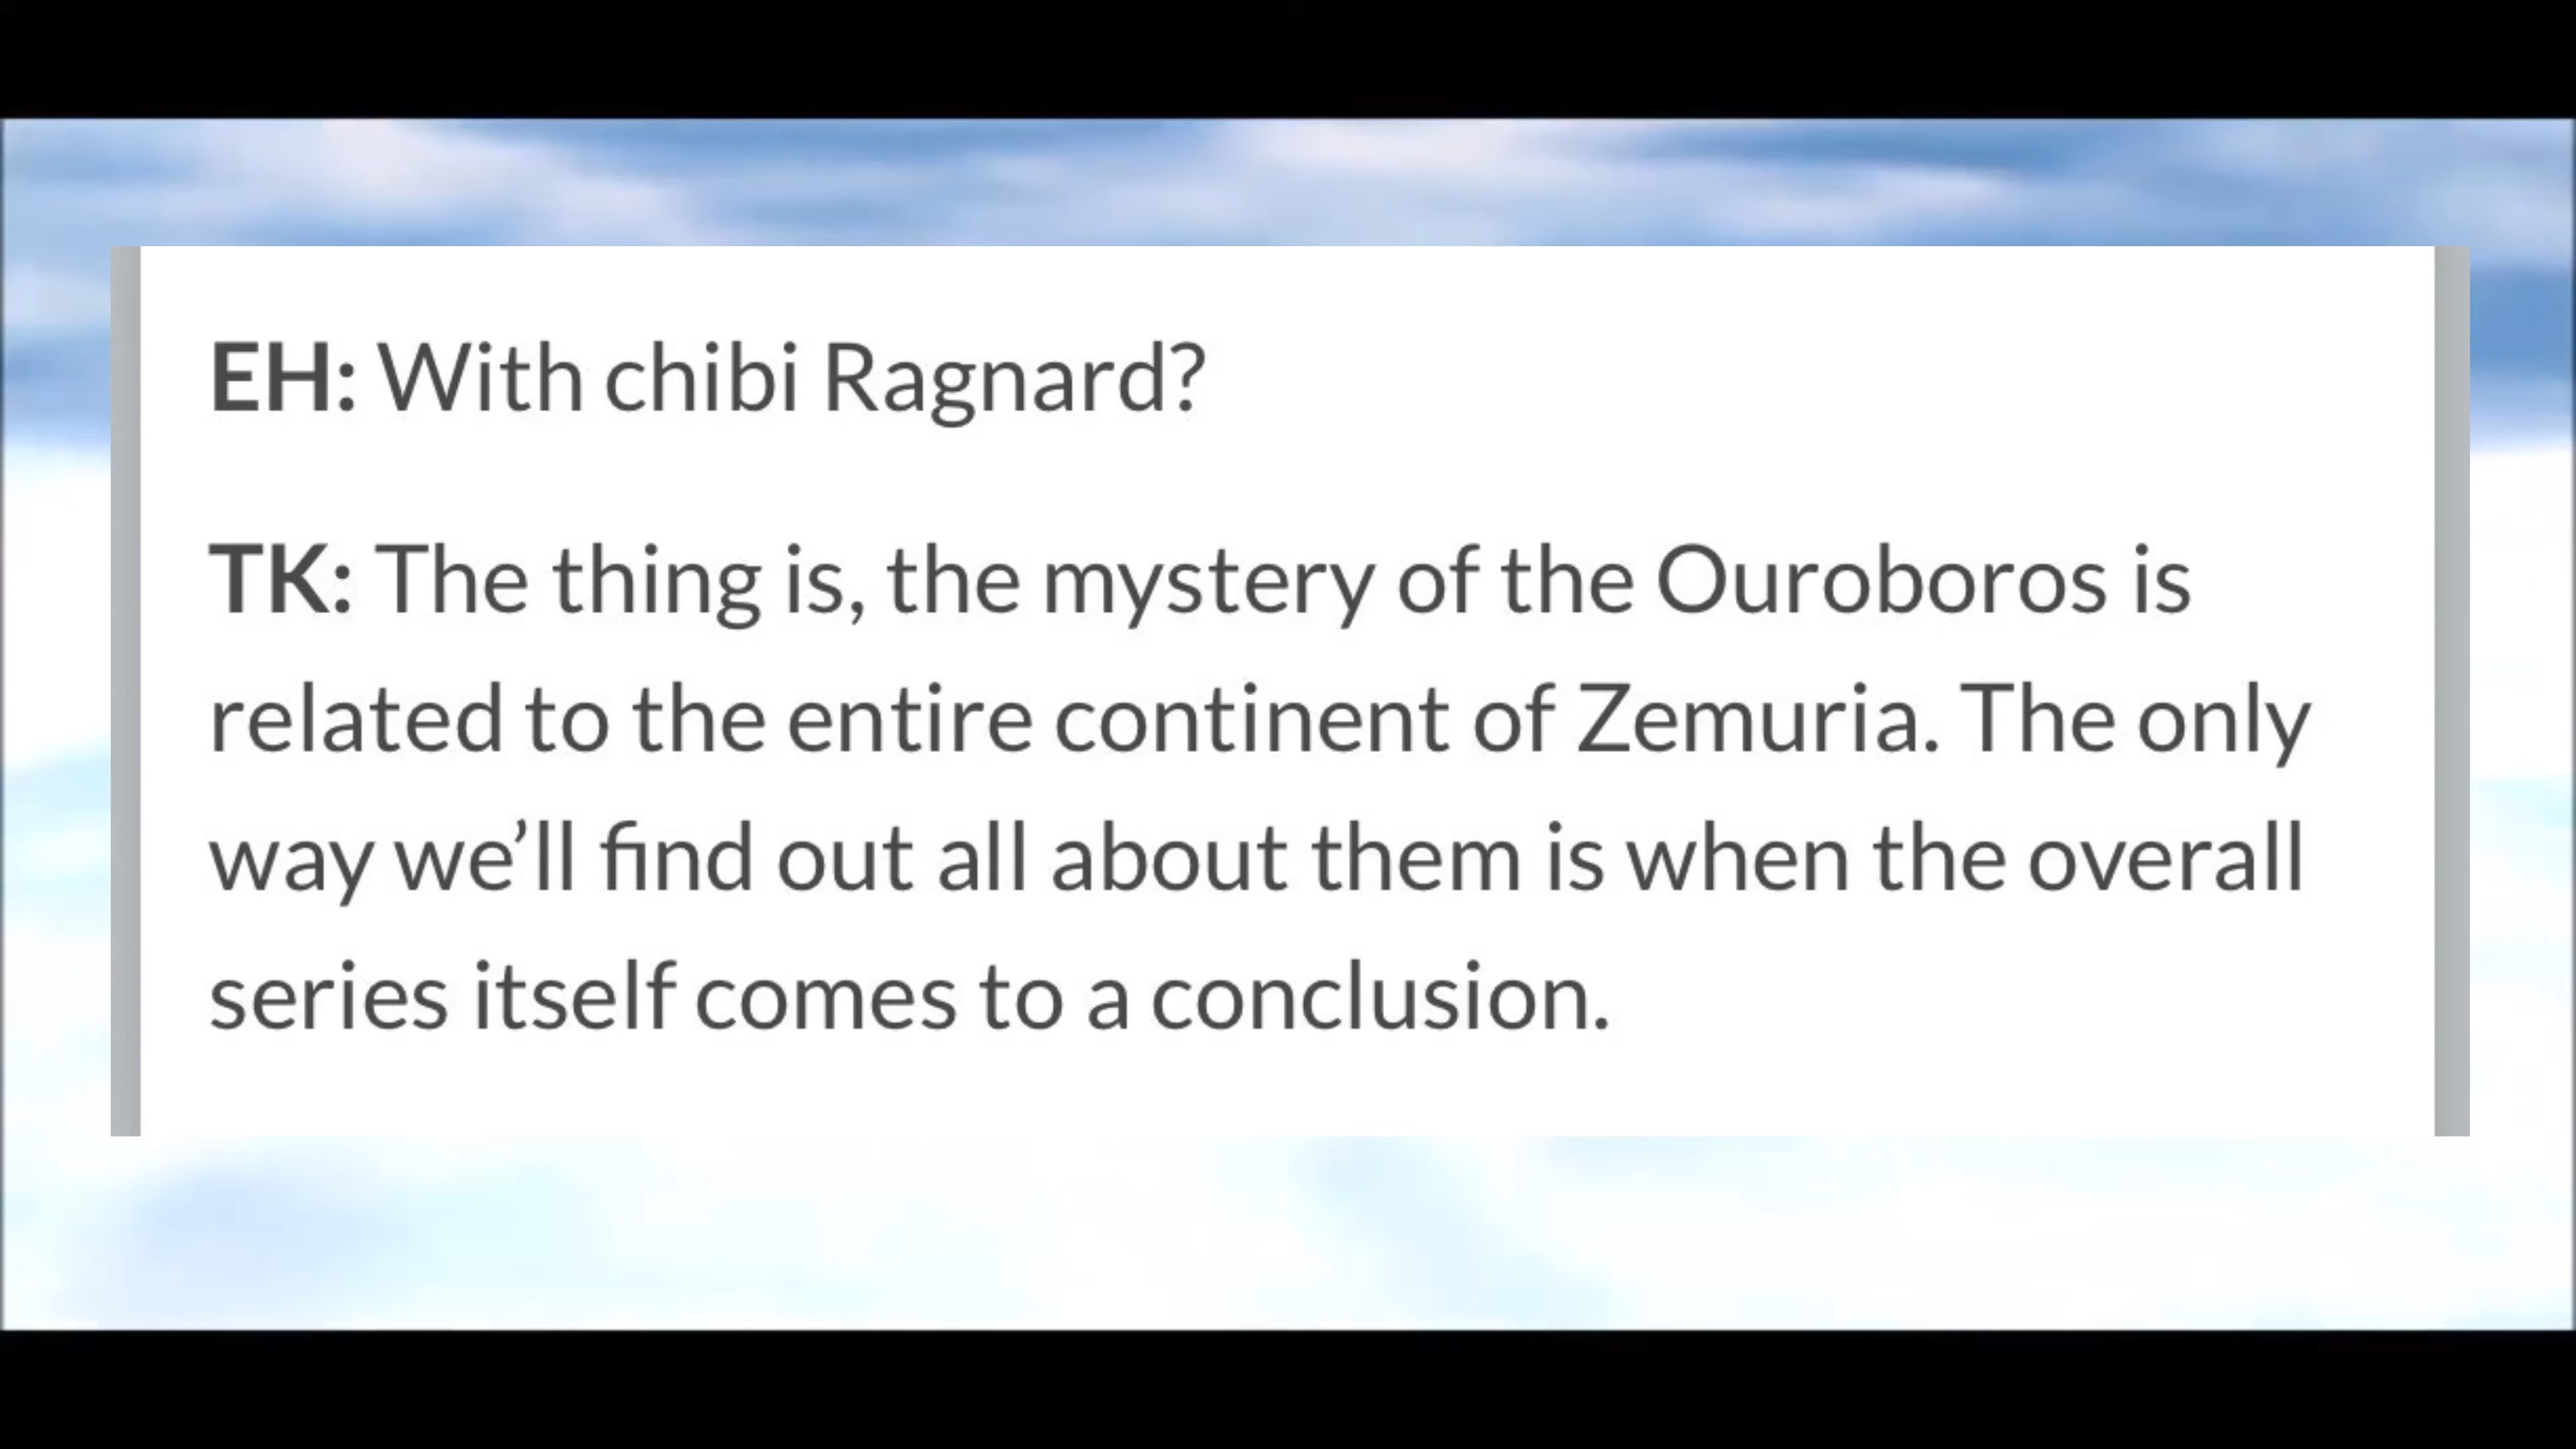 EH: With chibi Ragnard?
TK: The thing is, the mystery of the Ouroboros is
related to the entire continent of Zemuria. The only
way we’ll find out all about them is when the overall
series itself comes to a conclusion.